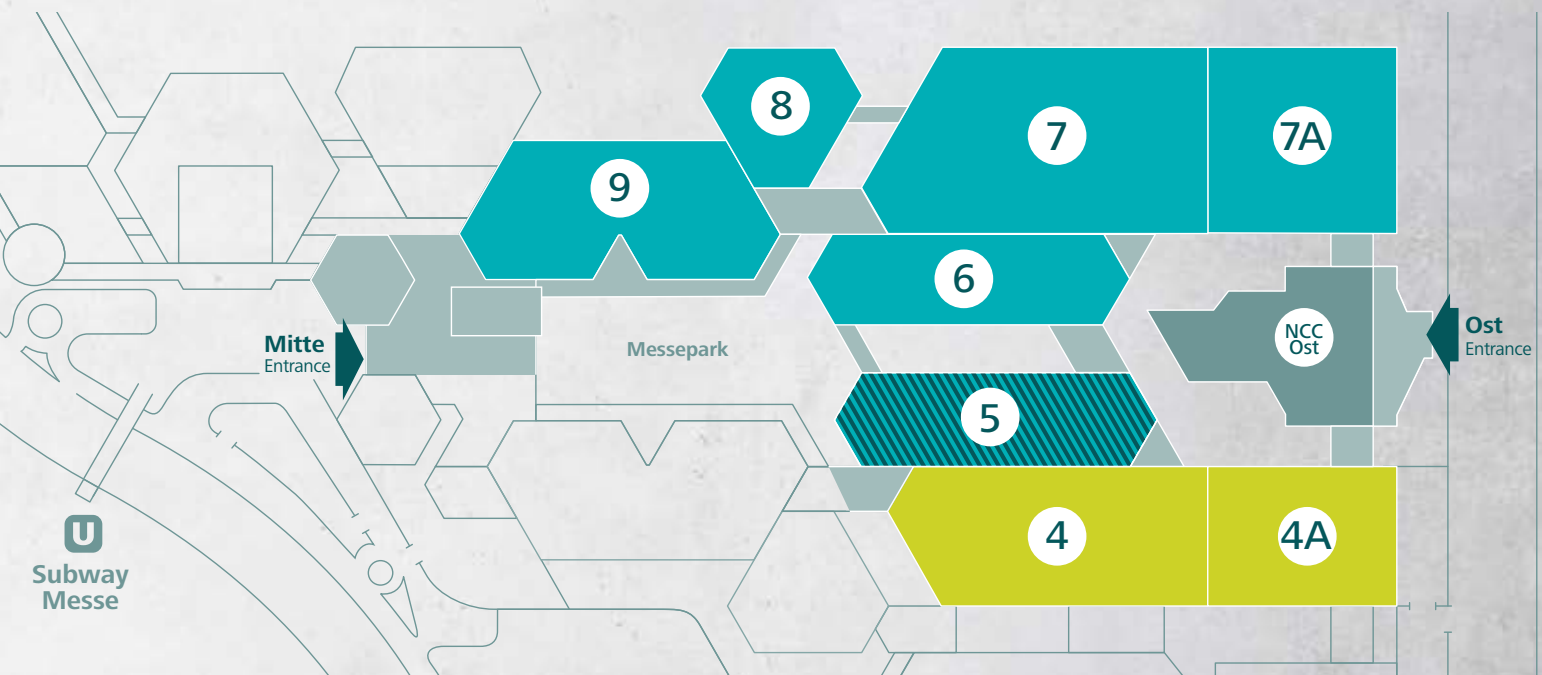 8
7
7A
9
6
Mitte
Entrance
Messepark
NCC
Ost
Ost
Entrance
5
4
4A
U
Subway
Messe